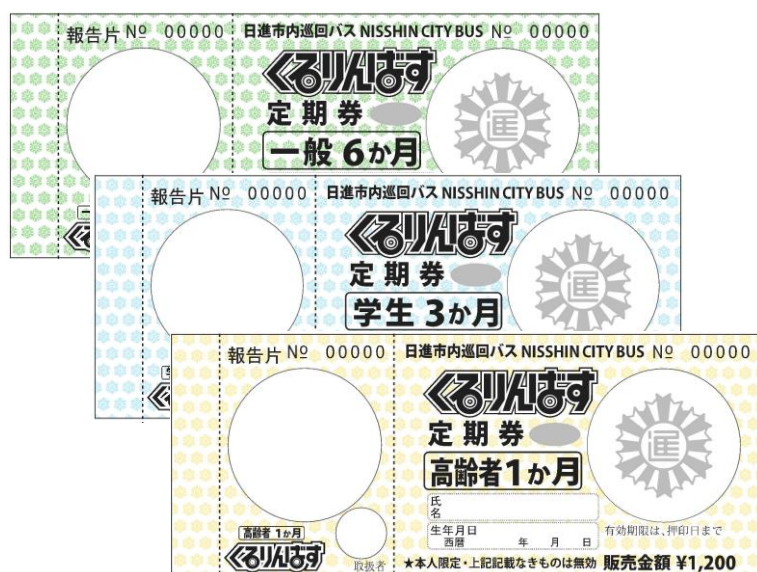 報告片 № 00000 日進市内巡回バス NISSHIN CITY BUS № 00000
くるりんばす
定期券
一般 6か月
報告片 № 00000 日進市内巡回バス NISSHIN CITY BUS № 00000
くるりんばす
定期券
学生 3か月
報告片 № 00000 日進市内巡回バス NISSHIN CITY BUS № 00000
くるりんばす
定期券
高齢者1か月
氏名
生年月日
西暦 年 月 日
有効期限は、押印日まで
高齢者 1か月
くるりんばす
取扱者
★本人限定・上記記載なきものは無効 販売金額 ¥1,200